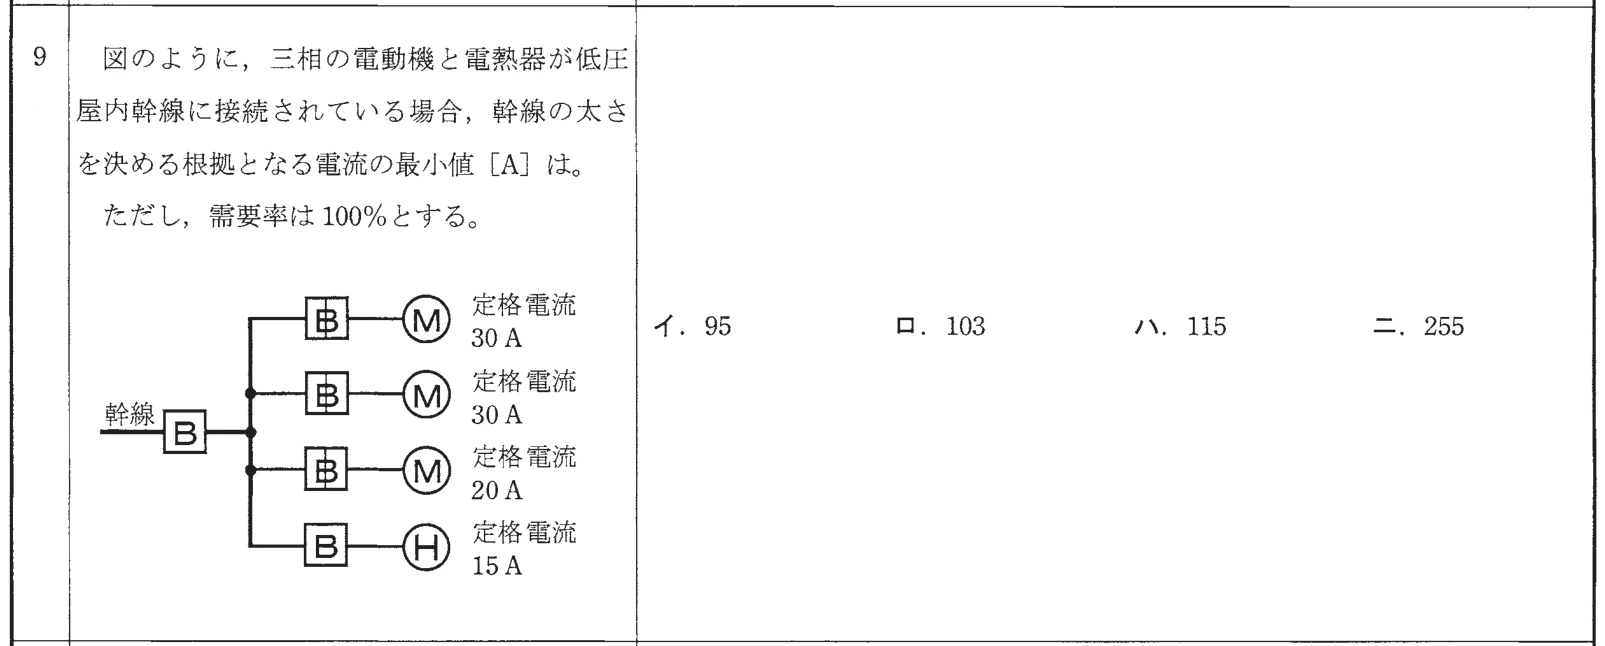 9
図のように，三相の電動機と電熱器が低圧
屋内幹線に接続されている場合，幹線の太さ
を決める根拠となる電流の最小値［A］は。
ただし，需要率は100%とする。
幹線
B
B
M
定格電流
30 A
B
M
定格電流
30 A
B
M
定格電流
20 A
B
H
定格電流
15 A
イ．95
ロ．103
ハ．115
ニ．255